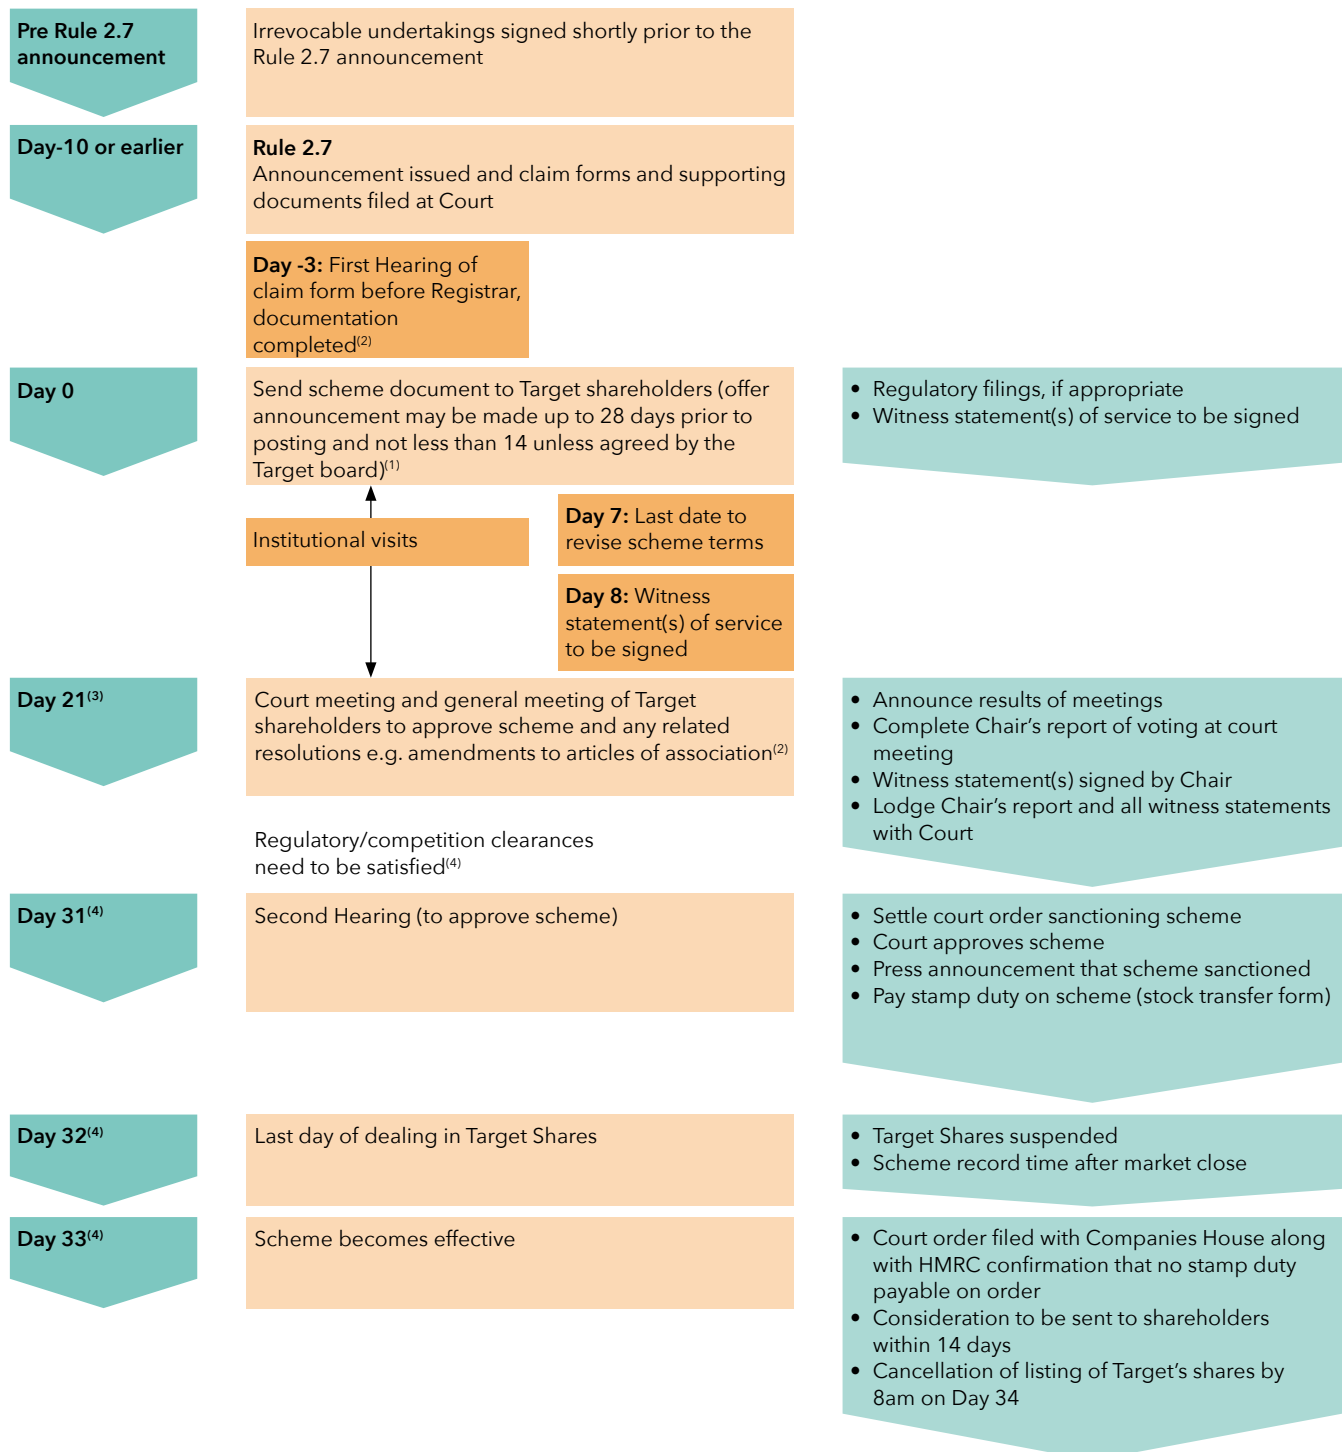 Pre Rule 2.7
announcement
Irrevocable undertakings signed shortly prior to the
Rule 2.7 announcement
Day-10 or earlier
Rule 2.7
Announcement issued and claim forms and supporting
documents filed at Court
Day -3: First Hearing of
claim form before Registrar,
documentation
completed(2)
Day 0
Send scheme document to Target shareholders (offer
announcement may be made up to 28 days prior to
posting and not less than 14 unless agreed by the
Target board)(1)
• Regulatory filings, if appropriate
• Witness statement(s) of service to be signed
Institutional visits
Day 7: Last date to
revise scheme terms
Day 8: Witness
statement(s) of service
to be signed
Day 21(3)
Court meeting and general meeting of Target
shareholders to approve scheme and any related
resolutions e.g. amendments to articles of association(2)
• Announce results of meetings
• Complete Chair’s report of voting at court
meeting
• Witness statement(s) signed by Chair
• Lodge Chair’s report and all witness statements
with Court
Regulatory/competition clearances
need to be satisfied(4)
Day 31(4)
Second Hearing (to approve scheme)
• Settle court order sanctioning scheme
• Court approves scheme
• Press announcement that scheme sanctioned
• Pay stamp duty on scheme (stock transfer form)
Day 32(4)
Last day of dealing in Target Shares
• Target Shares suspended
• Scheme record time after market close
Day 33(4)
Scheme becomes effective
• Court order filed with Companies House along
with HMRC confirmation that no stamp duty
payable on order
• Consideration to be sent to shareholders
within 14 days
• Cancellation of listing of Target’s shares by
8am on Day 34